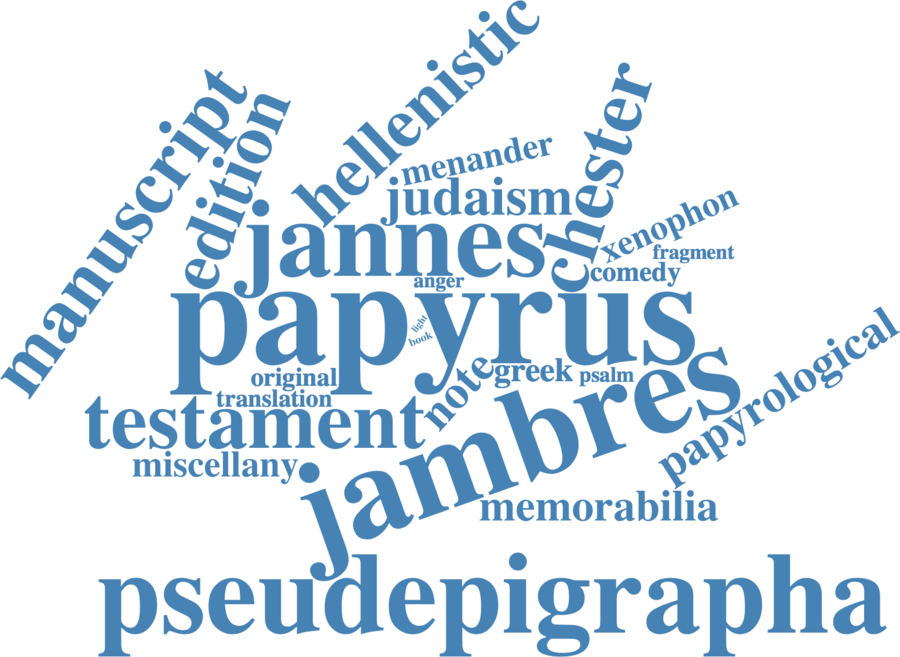 manuscript
edition
hellenistic
menander
judaism
chester
jannes
xenophon
fragment
comedy
anger
papyrus
light
book
original
translation
note
greek
psalm
testament
jambres
papyrological
miscellany
memorabilia
pseudepigrapha